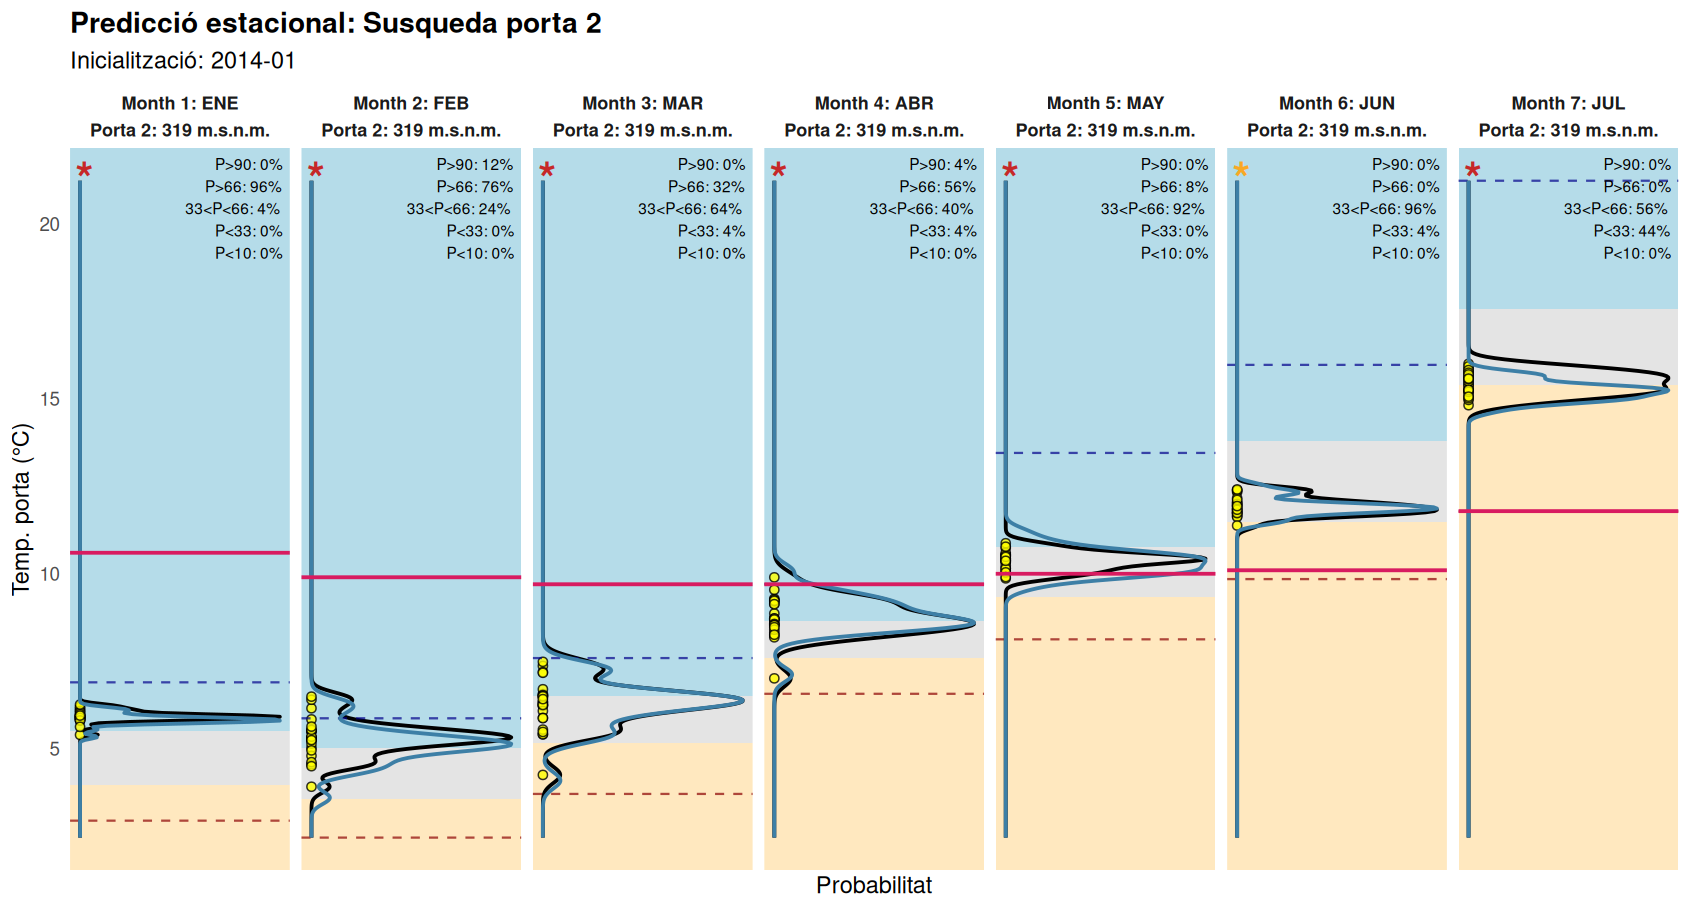 Predicció estacional: Susqueda porta 2
Inicialització: 2014-01
Month 1: ENE
Porta 2: 319 m.s.n.m.
Month 2: FEB
Porta 2: 319 m.s.n.m.
Month 3: MAR
Porta 2: 319 m.s.n.m.
Month 4: ABR
Porta 2: 319 m.s.n.m.
Month 5: MAY
Porta 2: 319 m.s.n.m.
Month 6: JUN
Porta 2: 319 m.s.n.m.
Month 7: JUL
Porta 2: 319 m.s.n.m.
*
P>90: 0%
P>66: 96%
33<P<66: 4%
P<33: 0%
P<10: 0%
*
P>90: 12%
P>66: 76%
33<P<66: 24%
P<33: 0%
P<10: 0%
*
P>90: 0%
P>66: 32%
33<P<66: 64%
P<33: 4%
P<10: 0%
*
P>90: 4%
P>66: 56%
33<P<66: 40%
P<33: 4%
P<10: 0%
*
P>90: 0%
P>66: 8%
33<P<66: 92%
P<33: 0%
P<10: 0%
*
P>90: 0%
P>66: 0%
33<P<66: 96%
P<33: 4%
P<10: 0%
*
P>90: 0%
P>66: 0%
33<P<66: 56%
P<33: 44%
P<10: 0%
20
15
10
5
Temp. porta (°C)
Probabilitat